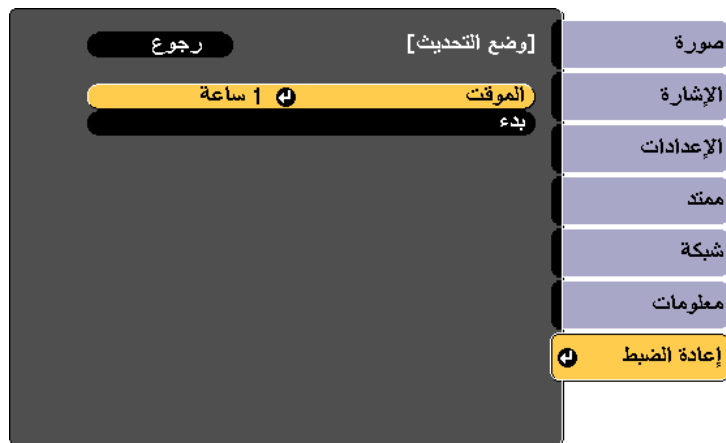 [وضع التحديث] رجوع
الموقت 1 ساعة
بدء
صورة
الإشارة
الإعدادات
ممتد
شبكة
معلومات
إعادة الضبط